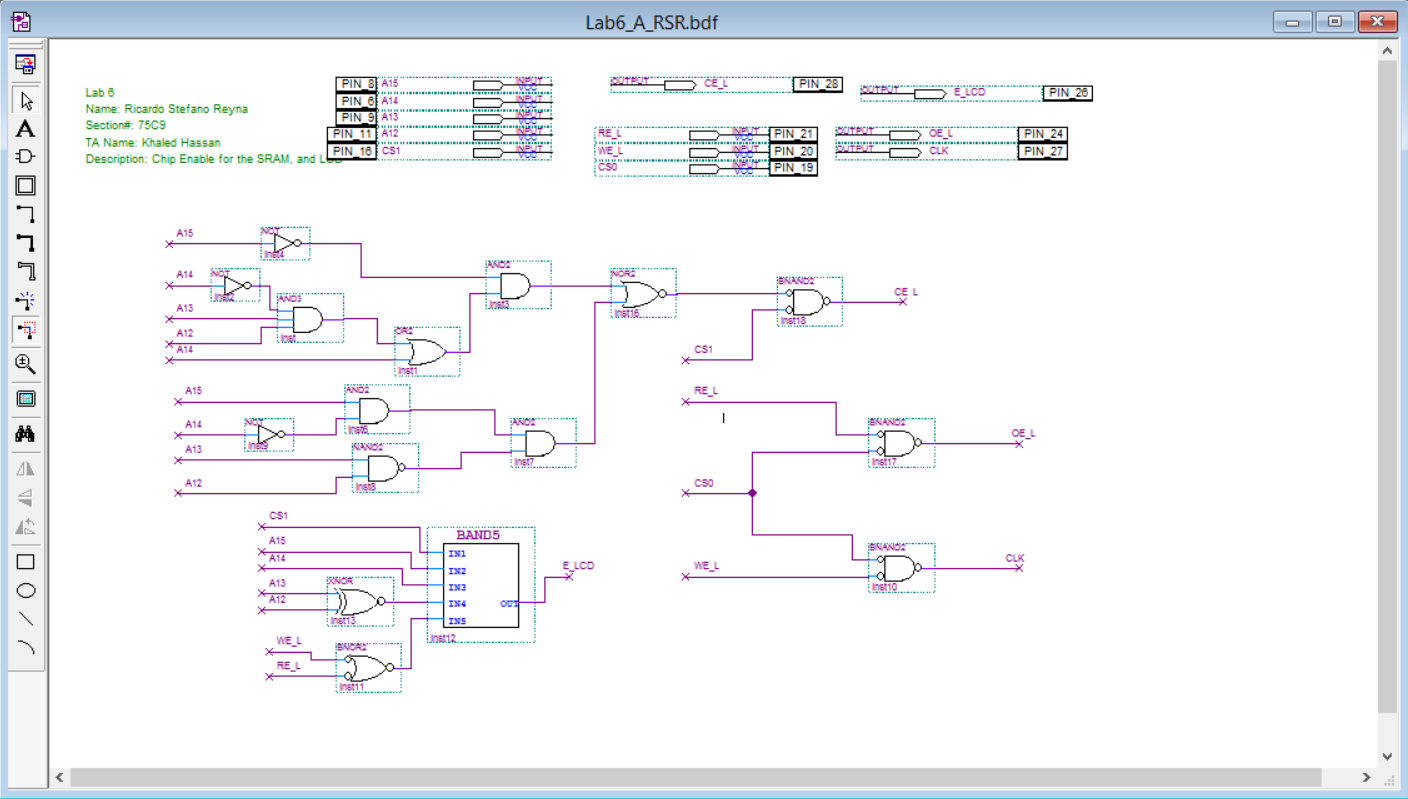 Lab6_A_RSR.bdf
Lab 6
Name: Ricardo Stefano Reyna
Section#: 75C9
TA Name: Khaled Hassan
Description: Chip Enable for the SRAM, and LCD
PIN_8 A15 INPUT VCC
PIN_6 A14 INPUT VCC
PIN_9 A13 INPUT VCC
PIN_11 A12 INPUT VCC
PIN_16 CS1 INPUT VCC
OUTPUT CE_L PIN_28
OUTPUT E_LCD PIN_26
RE_L INPUT VCC PIN_21
WE_L INPUT VCC PIN_20
CS0 INPUT VCC PIN_19
OUTPUT OE_L PIN_24
OUTPUT CLK PIN_27
A15
NOT
inst4
A14
NOT
inst2
A13
A12
A14
AND3
inst
OR2
inst1
AND2
inst3
NOR2
inst16
BNAND2
inst18
CE_L
CS1
A15
A14
NOT
inst9
A13
A12
AND2
inst6
NAND2
inst8
AND2
inst7
RE_L
BNAND2
inst17
OE_L
CS0
WE_L
BNAND2
inst10
CLK
CS1
A15
A14
A13
A12
XNOR
inst13
WE_L
RE_L
BNOR2
inst11
BAND5
IN1
IN2
IN3
IN4
OUT
IN5
inst12
E_LCD